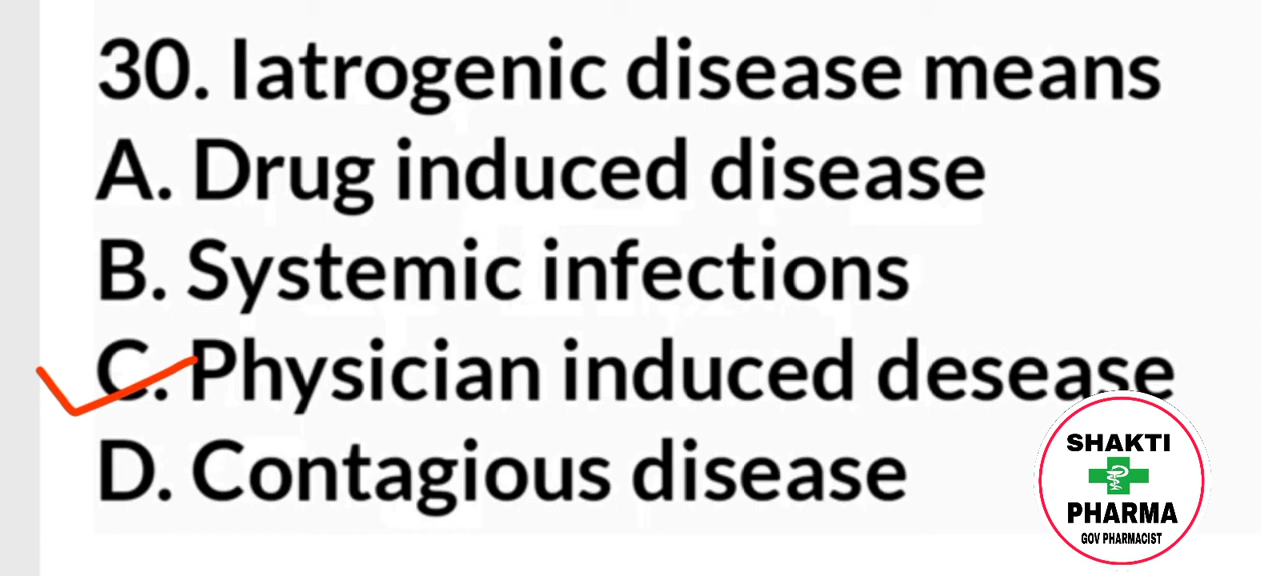 30. Iatrogenic disease means
A. Drug induced disease
B. Systemic infections
C. Physician induced desease
D. Contagious disease
SHAKTI
PHARMA
GOV PHARMACIST